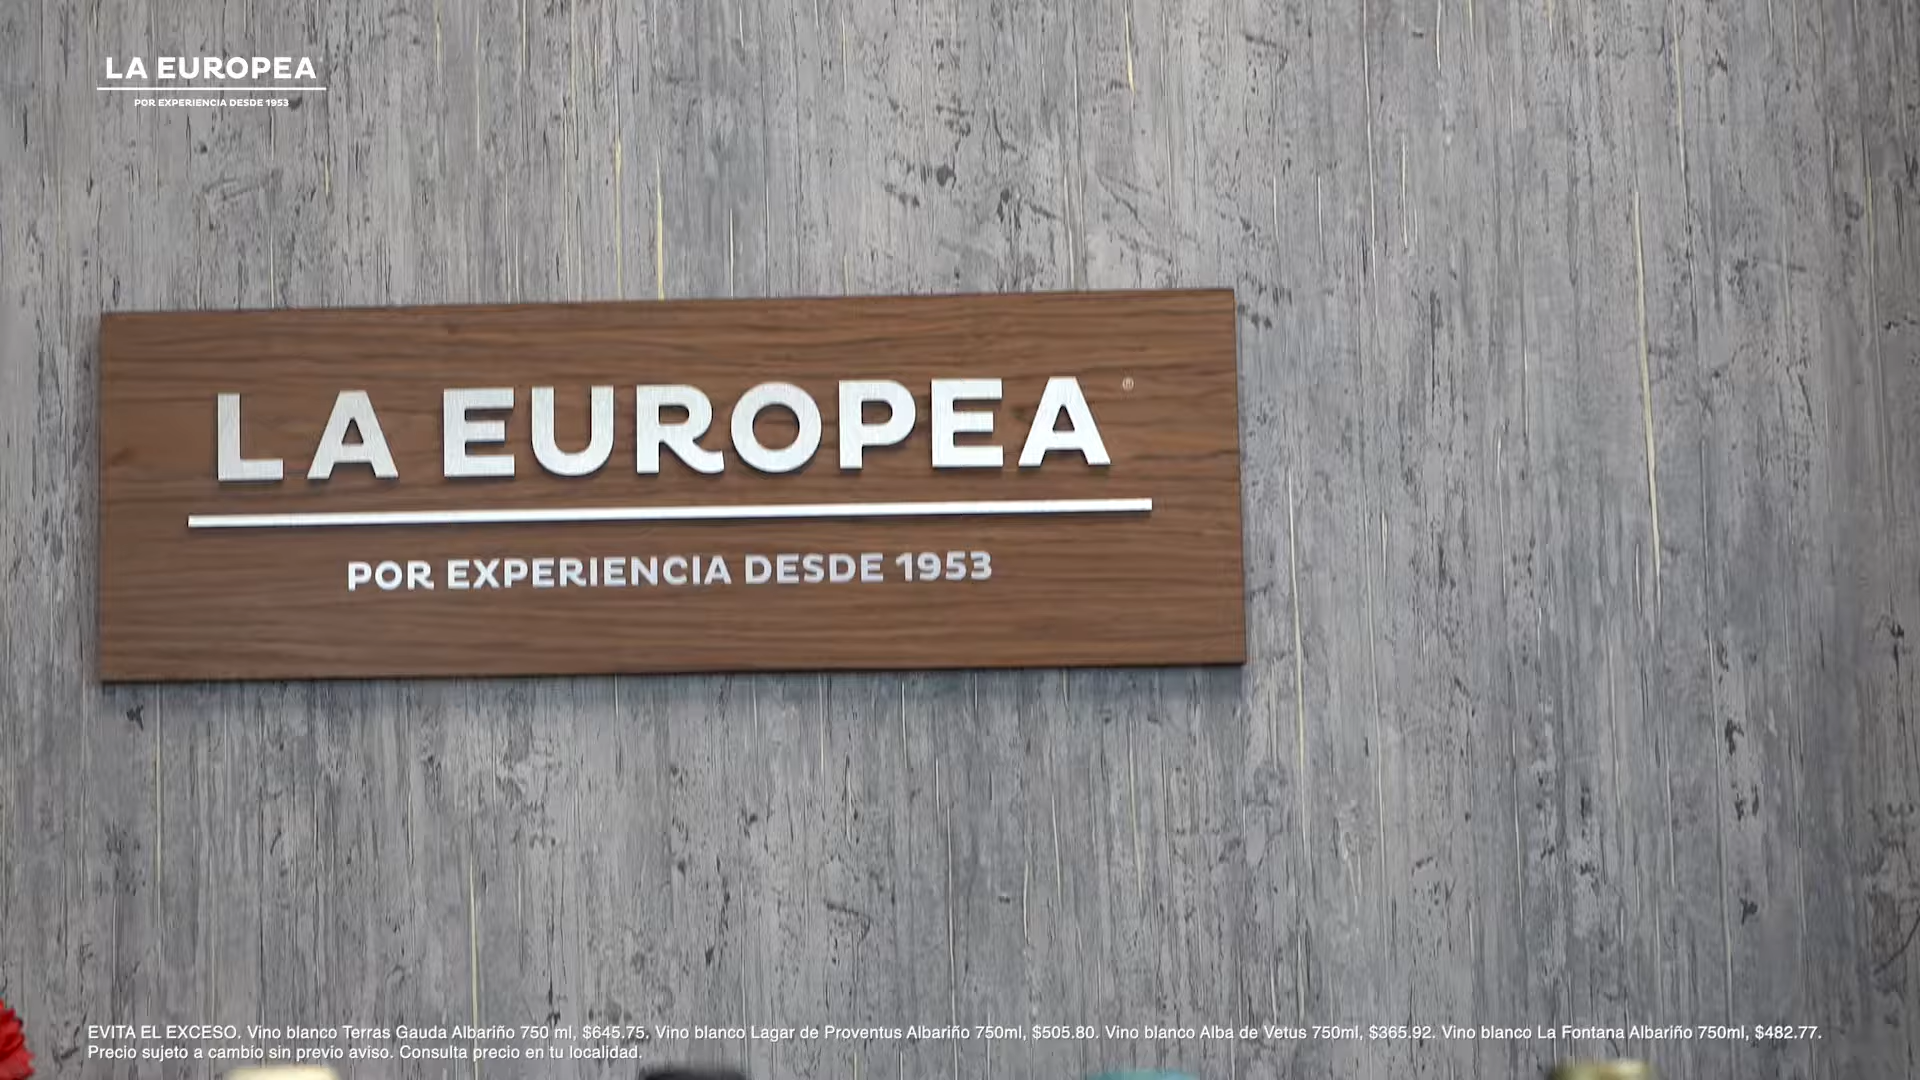 LA EUROPEA
POR EXPERIENCIA DESDE 1953
LA EUROPEA®
POR EXPERIENCIA DESDE 1953
EVITA EL EXCESO. Vino blanco Terras Gauda Albariño 750 ml, $645.75. Vino blanco Lagar de Proventus Albariño 750ml, $505.80. Vino blanco Alba de Vetus 750ml, $365.92. Vino blanco La Fontana Albariño 750ml, $482.77.
Precio sujeto a cambio sin previo aviso. Consulta precio en tu localidad.